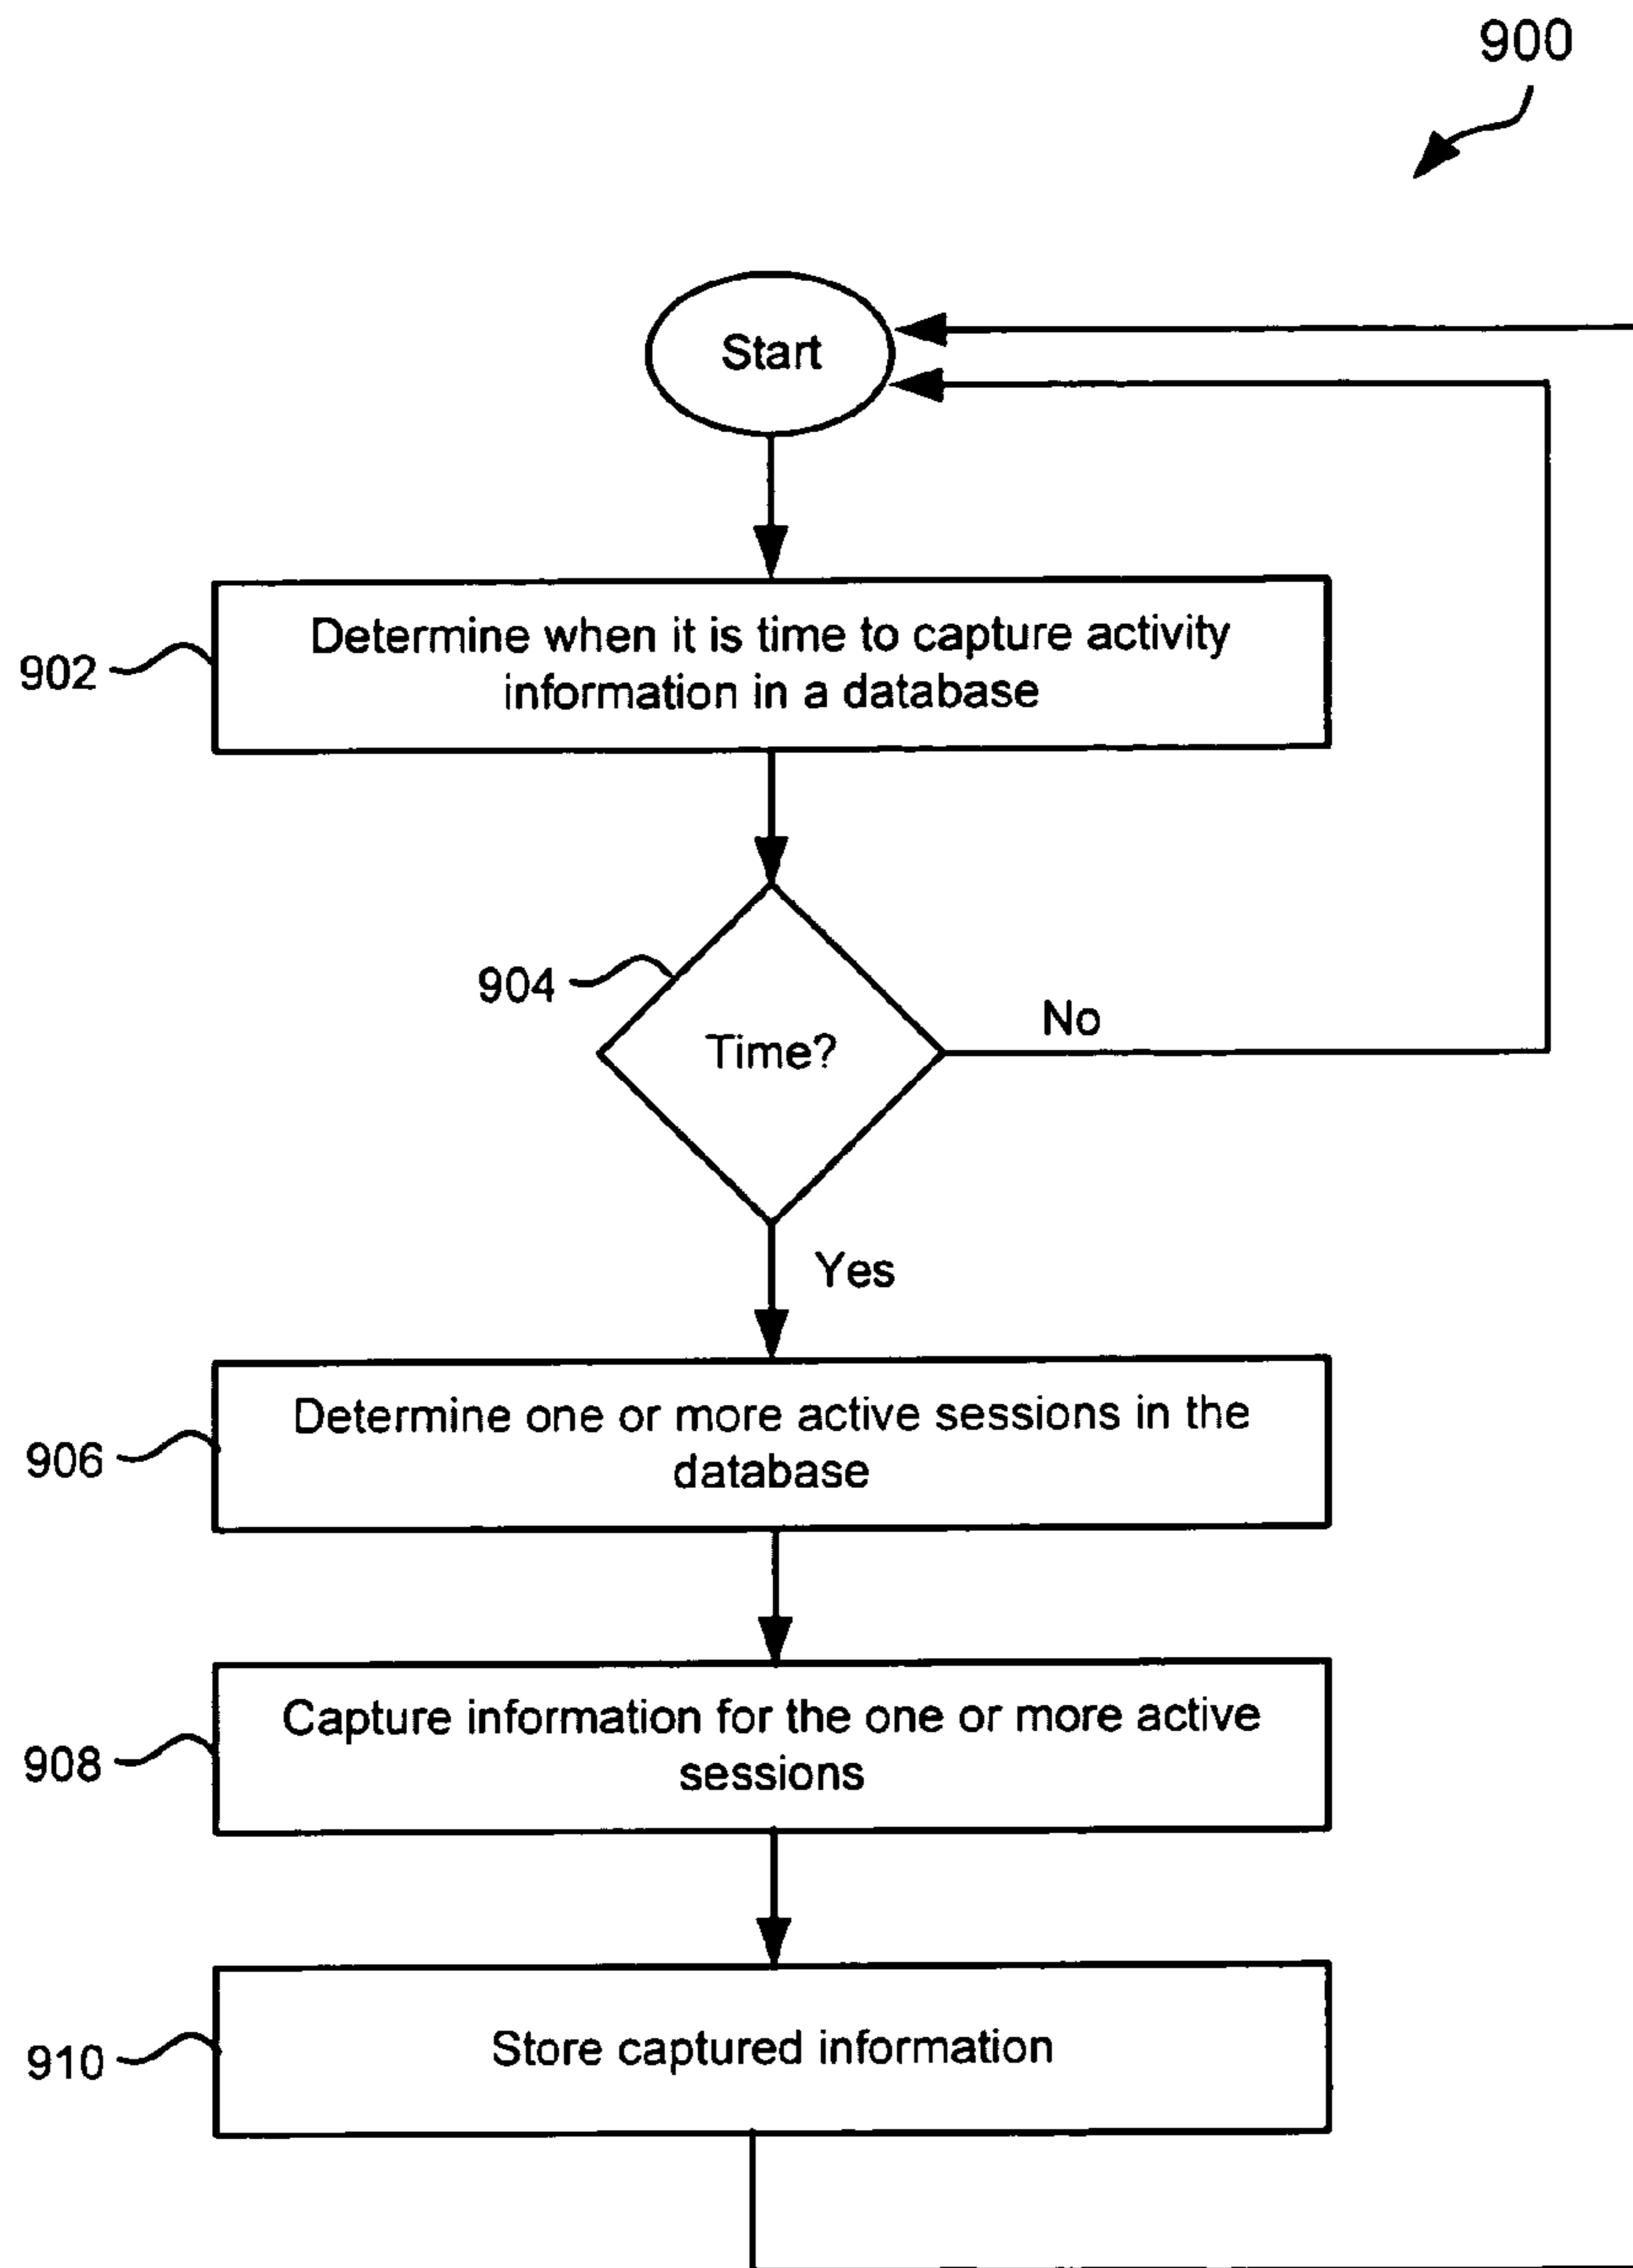 900
Start
902
Determine when it is time to capture activity
information in a database
904
Time?
No
Yes
906
Determine one or more active sessions in the
database
908
Capture information for the one or more active
sessions
910
Store captured information